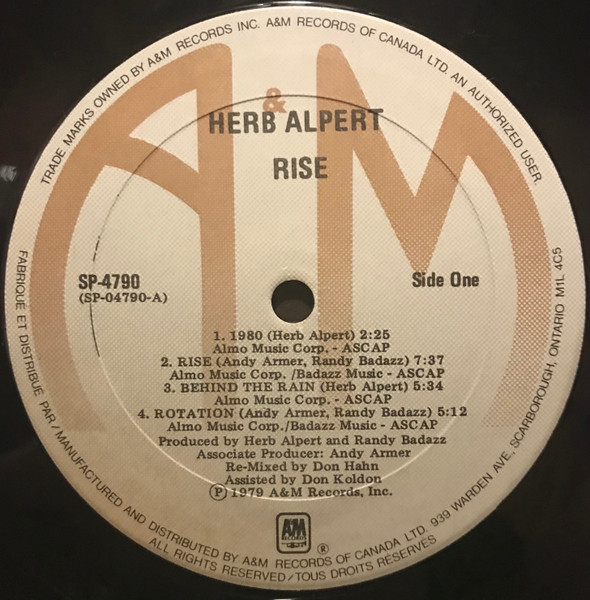 TRADE MARKS OWNED BY A&M RECORDS INC. A&M RECORDS OF CANADA LTD. AN AUTHORIZED USER.
&
HERB ALPERT
RISE
SP-4790
(SP-04790-A)
Side One
1. 1980 (Herb Alpert) 2:25
Almo Music Corp. - ASCAP
2. RISE (Andy Armer, Randy Badazz) 7:37
Almo Music Corp. /Badazz Music - ASCAP
3. BEHIND THE RAIN (Herb Alpert) 5:34
Almo Music Corp. - ASCAP
4. ROTATION (Andy Armer, Randy Badazz) 5:12
Almo Music Corp./Badazz Music - ASCAP
Produced by Herb Alpert and Randy Badazz
Associate Producer: Andy Armer
Re-Mixed by Don Hahn
Assisted by Don Koldon
Ⓟ 1979 A&M Records, Inc.
A&M
RECORDS
®
FABRIQUÉ ET DISTRIBUÉ PAR / MANUFACTURED AND DISTRIBUTED BY A&M RECORDS OF CANADA LTD. 939 WARDEN AVE., SCARBOROUGH, ONTARIO M1L 4C5
ALL RIGHTS RESERVED / TOUS DROITS RÉSERVÉS